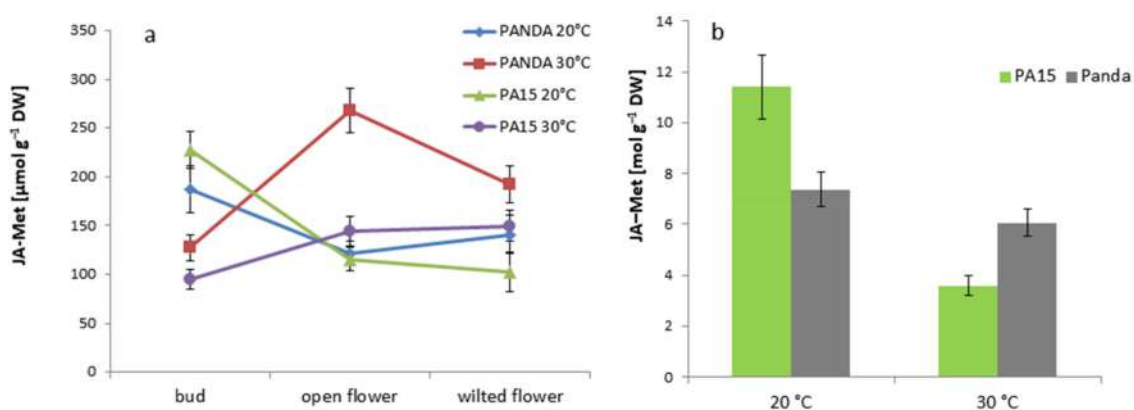 a
PANDA 20°C
PANDA 30°C
PA15 20°C
PA15 30°C
JA-Met [µmol g⁻¹ DW]
350
300
250
200
150
100
50
0
bud open flower wilted flower
b
PA15 Panda
JA–Met [mol g⁻¹ DW]
14
12
10
8
6
4
2
0
20 °C 30 °C